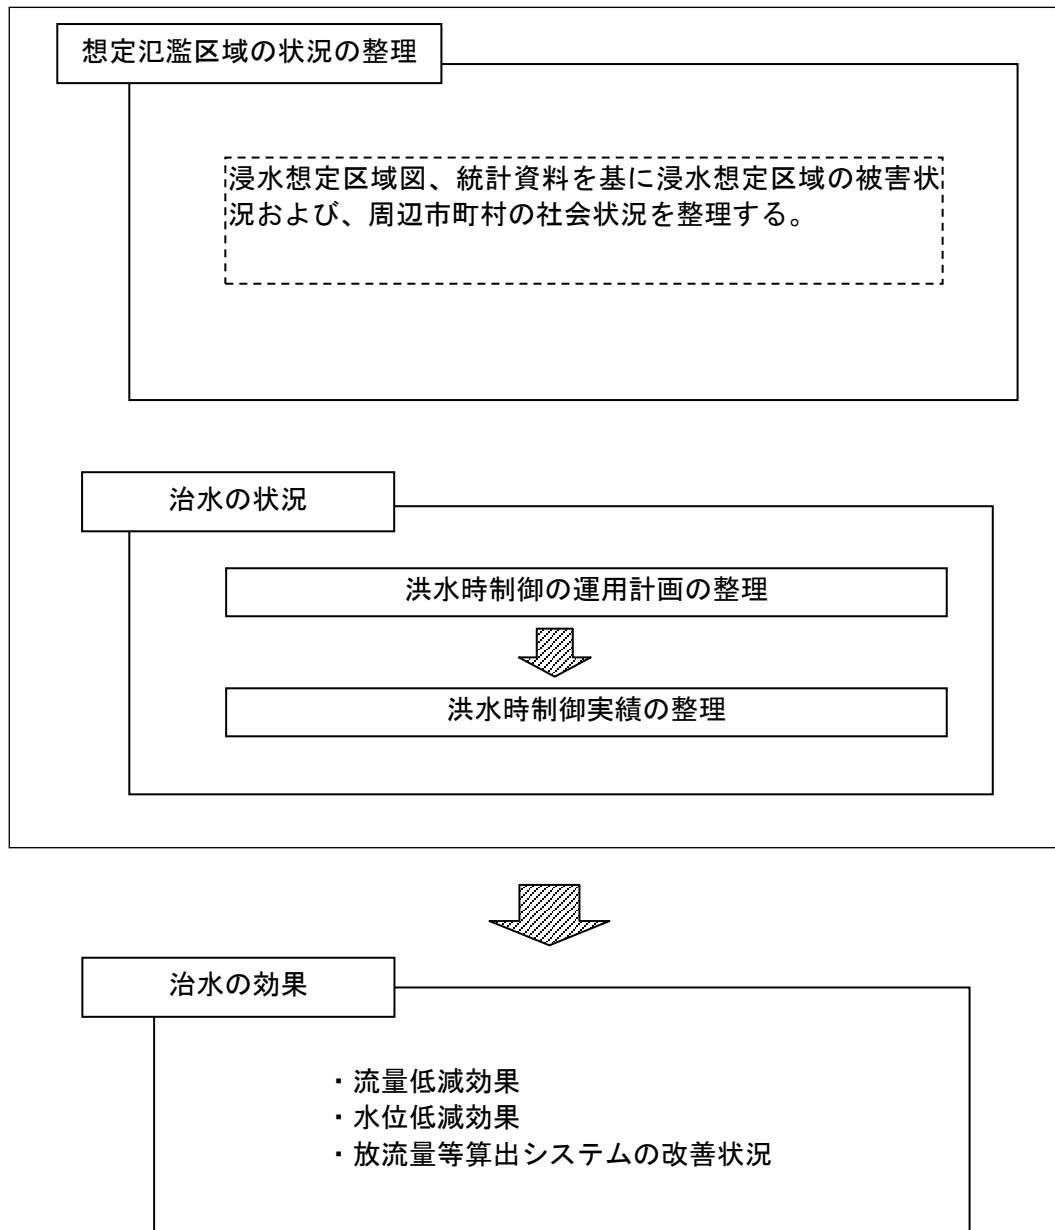 想定氾濫区域の状況の整理
浸水想定区域図、統計資料を基に浸水想定区域の被害状
況および、周辺市町村の社会状況を整理する。
治水の状況
洪水時制御の運用計画の整理
洪水時制御実績の整理
治水の効果
・流量低減効果
・水位低減効果
・放流量等算出システムの改善状況